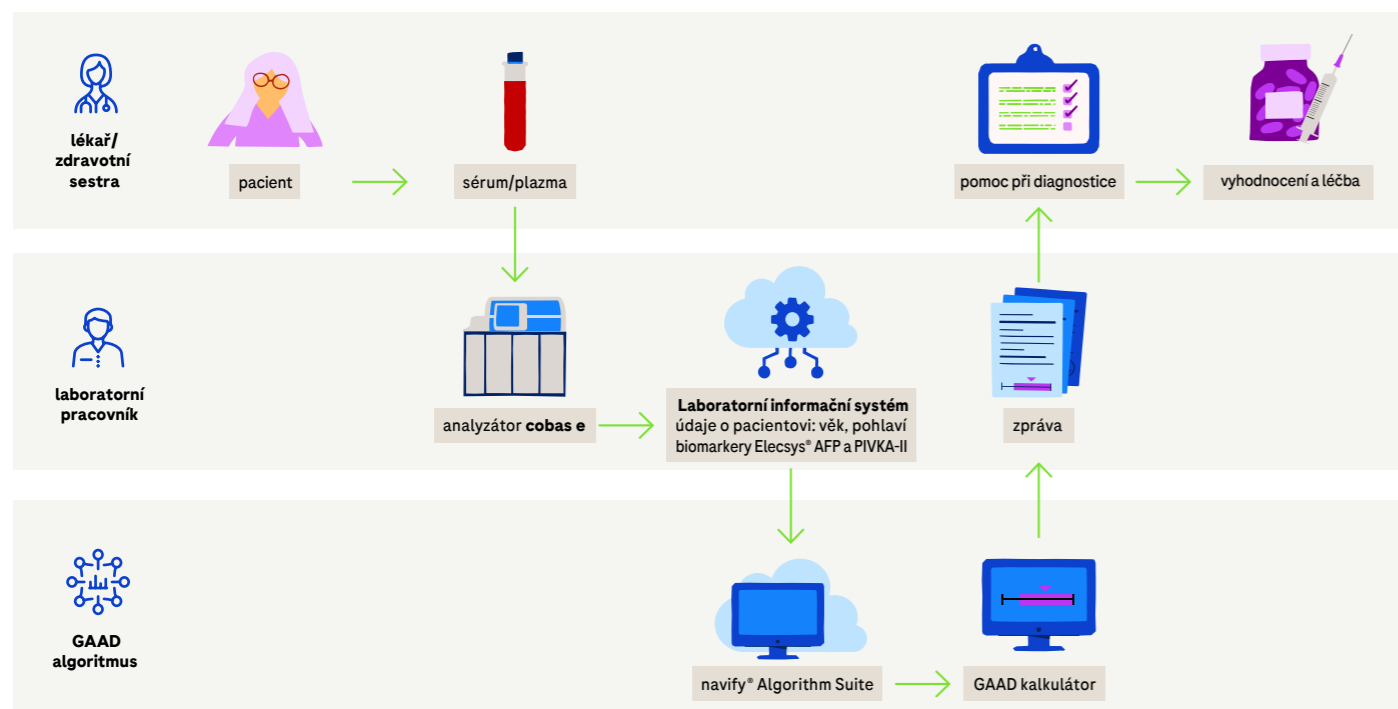 lékař/
zdravotní
sestra
pacient
sérum/plazma
pomoc při diagnostice
vyhodnocení a léčba
laboratorní
pracovník
analyzátor cobas e
Laboratorní informační systém
údaje o pacientovi: věk, pohlaví
biomarkery Elecsys® AFP a PIVKA-II
zpráva
GAAD
algoritmus
navify® Algorithm Suite
GAAD kalkulátor